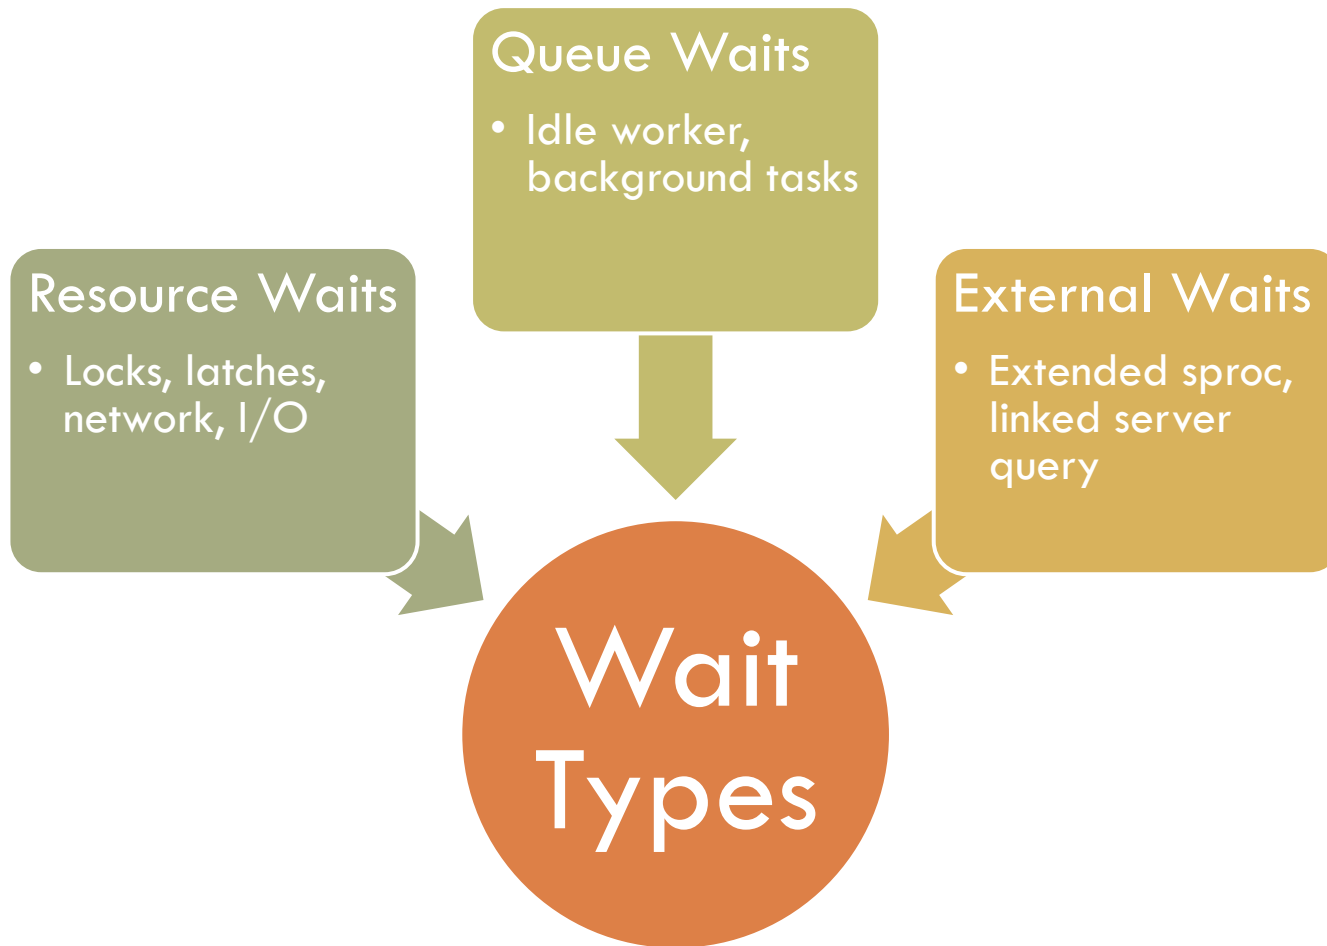 Queue Waits
• Idle worker,
background tasks
Resource Waits
• Locks, latches,
network, I/O
External Waits
• Extended sproc,
linked server
query
Wait
Types